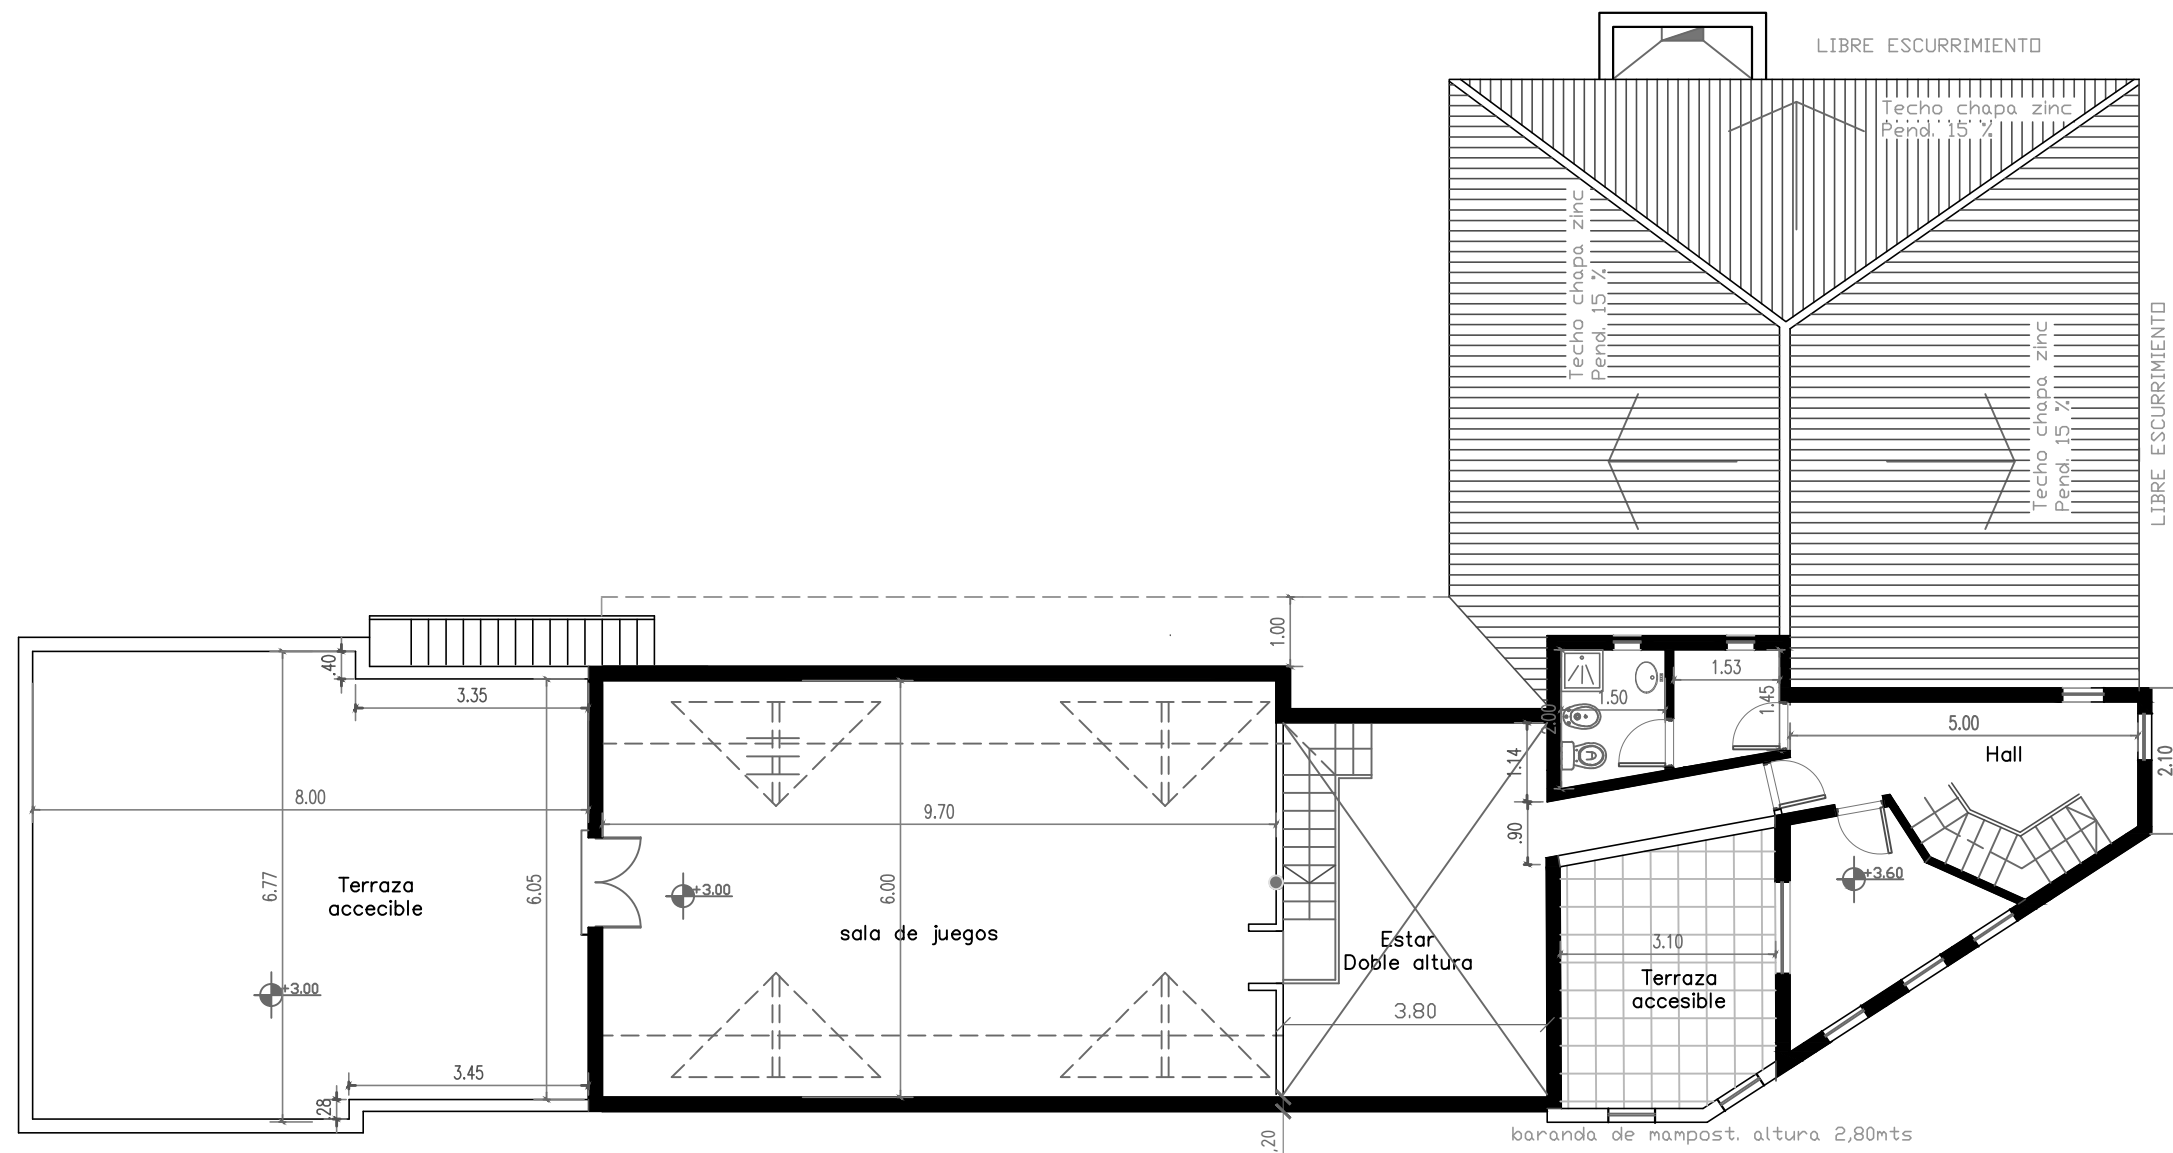 LIBRE ESCURRIMIENTO
Techo chapa zinc
Pend. 15 %
Techo chapa zinc
Pend. 15 %
Techo chapa zinc
Pend. 15 %
LIBRE ESCURRIMIENTO
1.00
.40
3.35
1.53
1.50
1.45
2.00
5.00
Hall
2.10
1.14
8.00
9.70
.90
6.77
Terraza
accecible
6.05
+3.00
6.00
+3.60
sala de juegos
Estar
Doble altura
3.10
Terraza
accesible
+3.00
3.80
3.45
.28
.20
baranda de mampost. altura 2,80mts